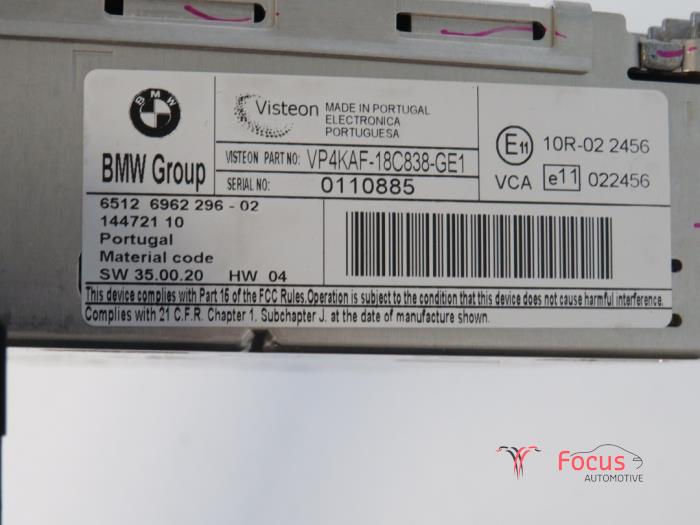 BMW
BMW Group
Visteon
MADE IN PORTUGAL
ELECTRONICA
PORTUGUESA
VISTEON PART NO: VP4KAF-18C838-GE1
SERIAL NO: 0110885
E11 10R-02 2456
VCA e11 022456
6512 6962 296 - 02
144721 10
Portugal
Material code
SW 35.00.20 HW 04
This device complies with Part 16 of the FCC Rules.Operation is subject to the condition that this device does not cause harmful interference.
Complies with 21 C.F.R. Chapter 1. Subchapter J. at the date of manufacture shown.
Focus
AUTOMOTIVE